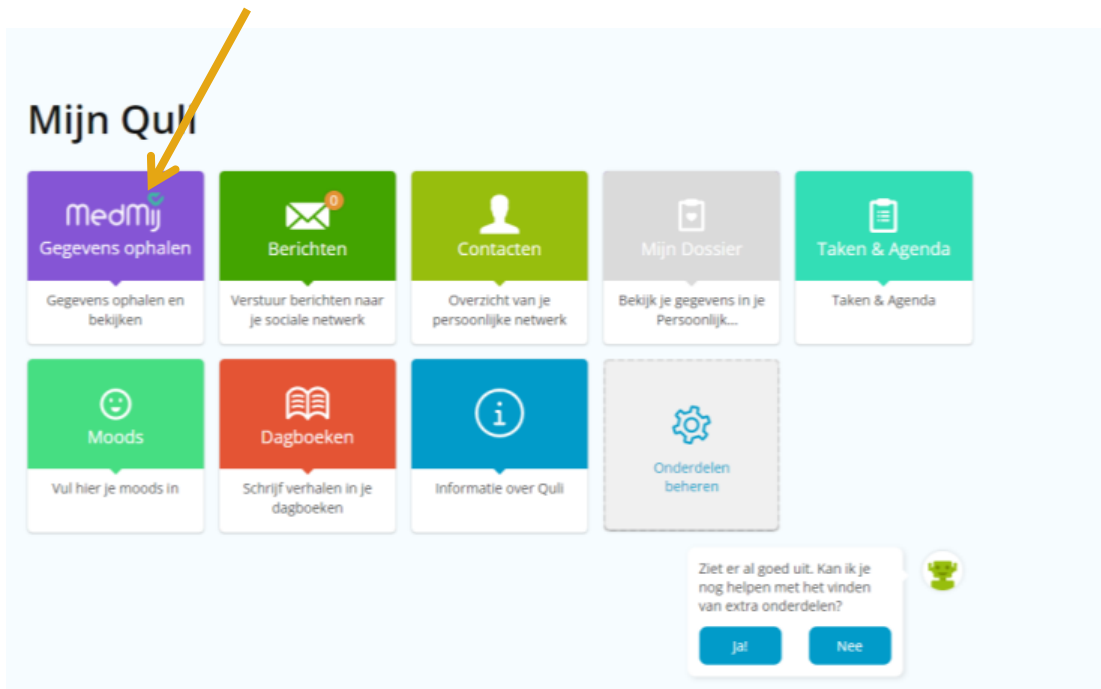 Mijn Quli
MedMij
Gegevens ophalen
Gegevens ophalen en
bekijken
0
Berichten
Verstuur berichten naar
je sociale netwerk
Contacten
Overzicht van je
persoonlijke netwerk
Mijn Dossier
Bekijk je gegevens in je
Persoonlijk...
Taken & Agenda
Taken & Agenda
Moods
Vul hier je moods in
Dagboeken
Schrijf verhalen in je
dagboeken
i
Informatie over Quli
Onderdelen
beheren
Ziet er al goed uit. Kan ik je
nog helpen met het vinden
van extra onderdelen?
Ja!
Nee